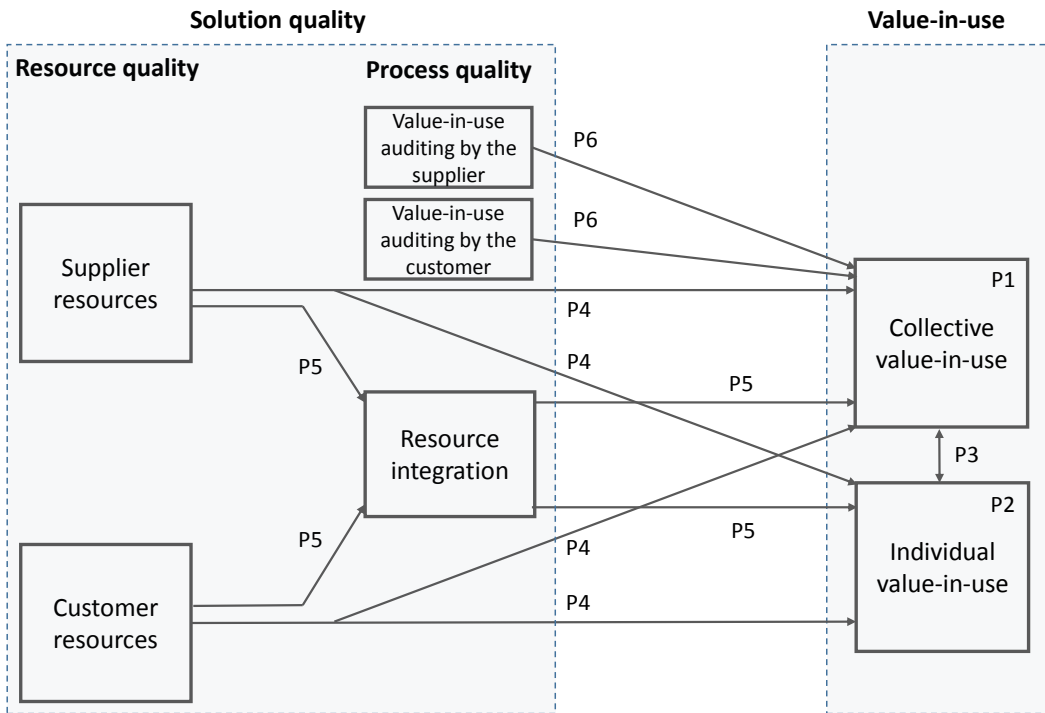 Solution quality
Value-in-use
Resource quality
Process quality
Value-in-use
auditing by the
supplier
P6
Value-in-use
auditing by the
customer
P6
Supplier
resources
P1
Collective
value-in-use
P4
P4
P5
P5
Resource
integration
P3
P2
P5
P5
P4
Individual
value-in-use
P4
Customer
resources